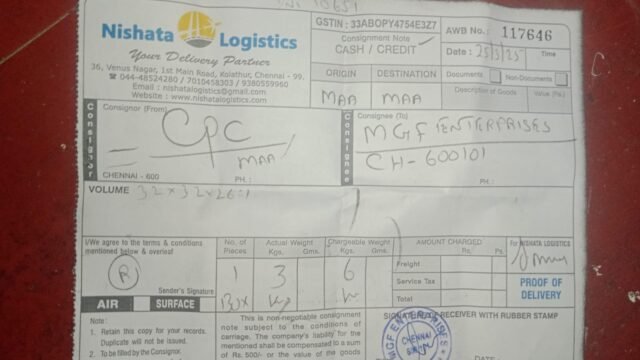 Nishata Logistics
Your Delivery Partner
36, Venus Nagar, 1st Main Road, Kolathur, Chennai - 99.
☎ 044-48524280 / 7010458303 / 9380559960
Email : nishatalogistics@gmail.com
Website : www.nishatalogistics.com
GSTIN : 33ABOPY4754E3Z7
Consignment Note
CASH / CREDIT
AWB No. : 117646
Date : 25/3/25 Time
ORIGIN DESTINATION
MAA MAA
Documents Non-Documents
Description of Goods Value (Rs.)
Consignor
Consignor (From)
CPC
MAA
CHENNAI - 600 PH. :
Consignee
Consignee (To)
MGF ENTERPRISES
CH-600101
PH. :
VOLUME 32x32x26=1
I/We agree to the terms & conditions
mentioned below & overleaf
R
Sender's Signature
AIR SURFACE
No. of Pieces
1
Box
Actual Weight
Kgs. Gms.
3
Kg
Chargeable Weight
Kgs. Gms.
6
AMOUNT CHARGED
Rs. Ps.
Freight
Service Tax
Total
For NISHATA LOGISTICS
PROOF OF
DELIVERY
Note :
1. Retain this copy for your records.
Duplicate will not be issued.
2. To be filled by the Consignor.
This is non-negotiable consignment
note subject to the conditions of
carriage. The company's liability for
mentioned shall be compensated to a sum
of Rs. 500/- or the value of the goods
RECEIVER WITH RUBBER STAMP
ENTERPRISES
CHENNAI
DATE :